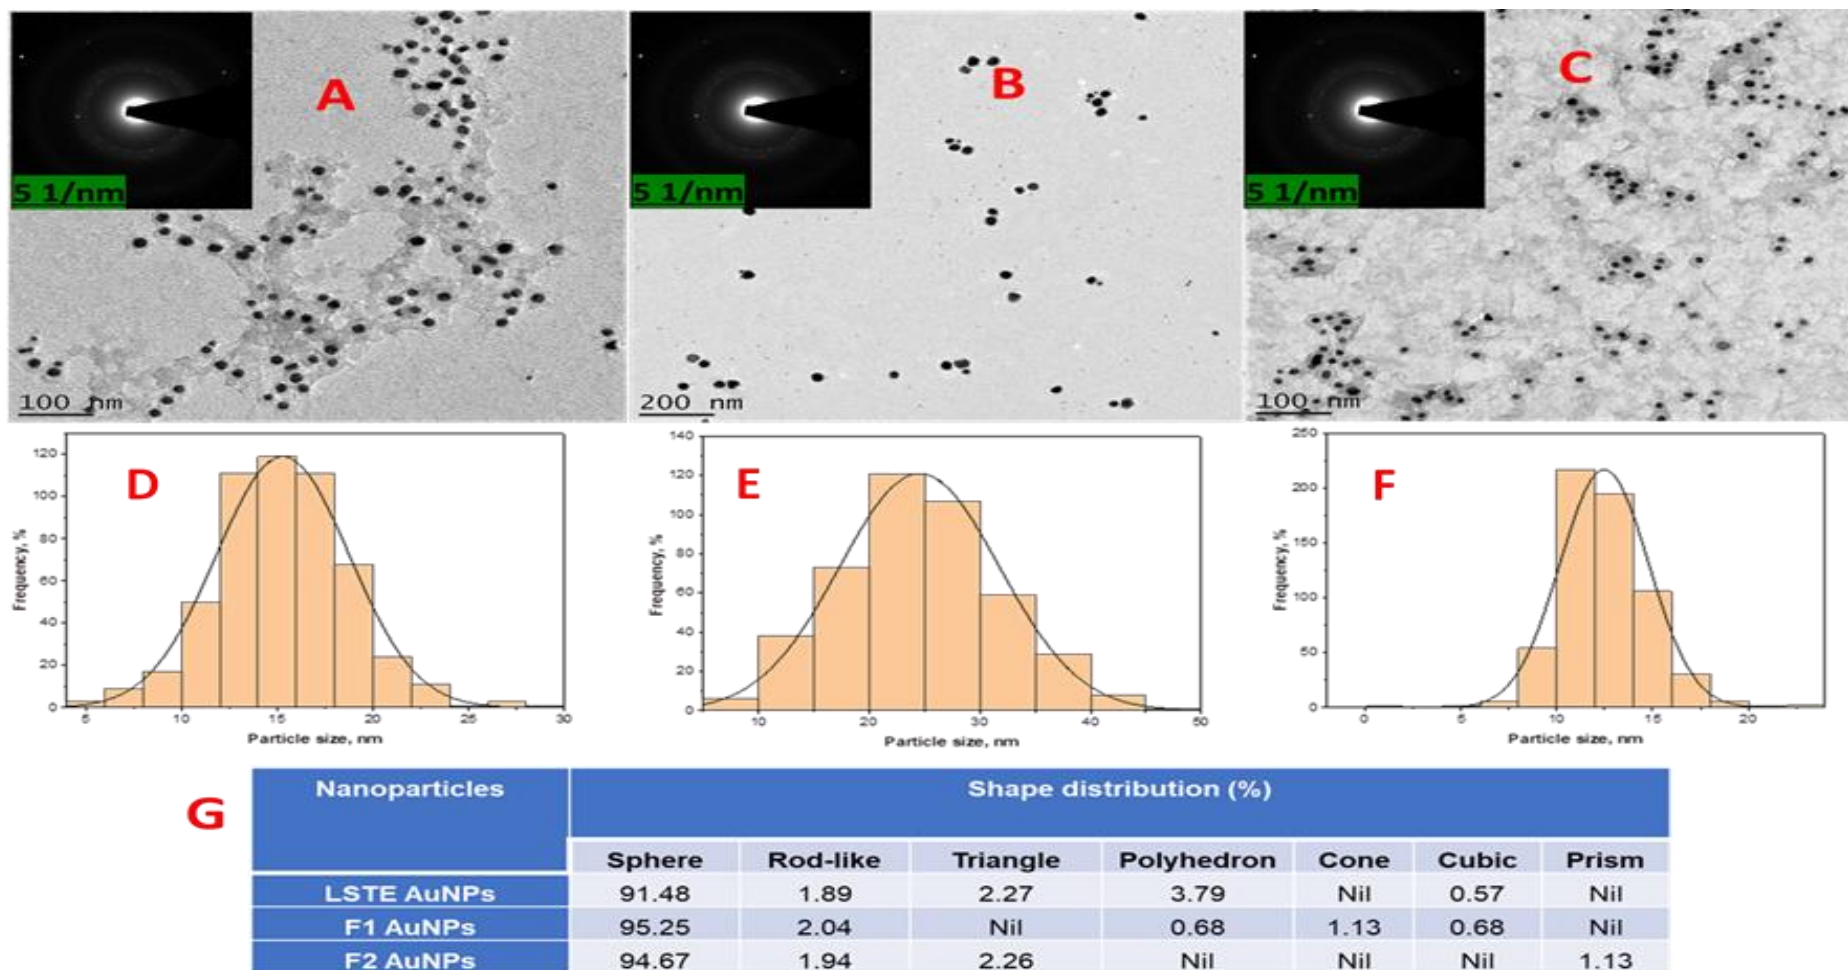 A
B
C
5 1/nm
5 1/nm
5 1/nm
100 nm
200 nm
100 nm
D
E
F
120
100
80
60
40
20
0
Frequency, %
5
10
15
20
25
30
Particle size, nm
140
120
100
80
60
40
20
0
Frequency, %
10
20
30
40
50
Particle size, nm
250
200
150
100
50
0
Frequency, %
0
5
10
15
20
Particle size, nm
G
Nanoparticles Shape distribution (%)
Sphere Rod-like Triangle Polyhedron Cone Cubic Prism
LSTE AuNPs 91.48 1.89 2.27 3.79 Nil 0.57 Nil
F1 AuNPs 95.25 2.04 Nil 0.68 1.13 0.68 Nil
F2 AuNPs 94.67 1.94 2.26 Nil Nil Nil 1.13